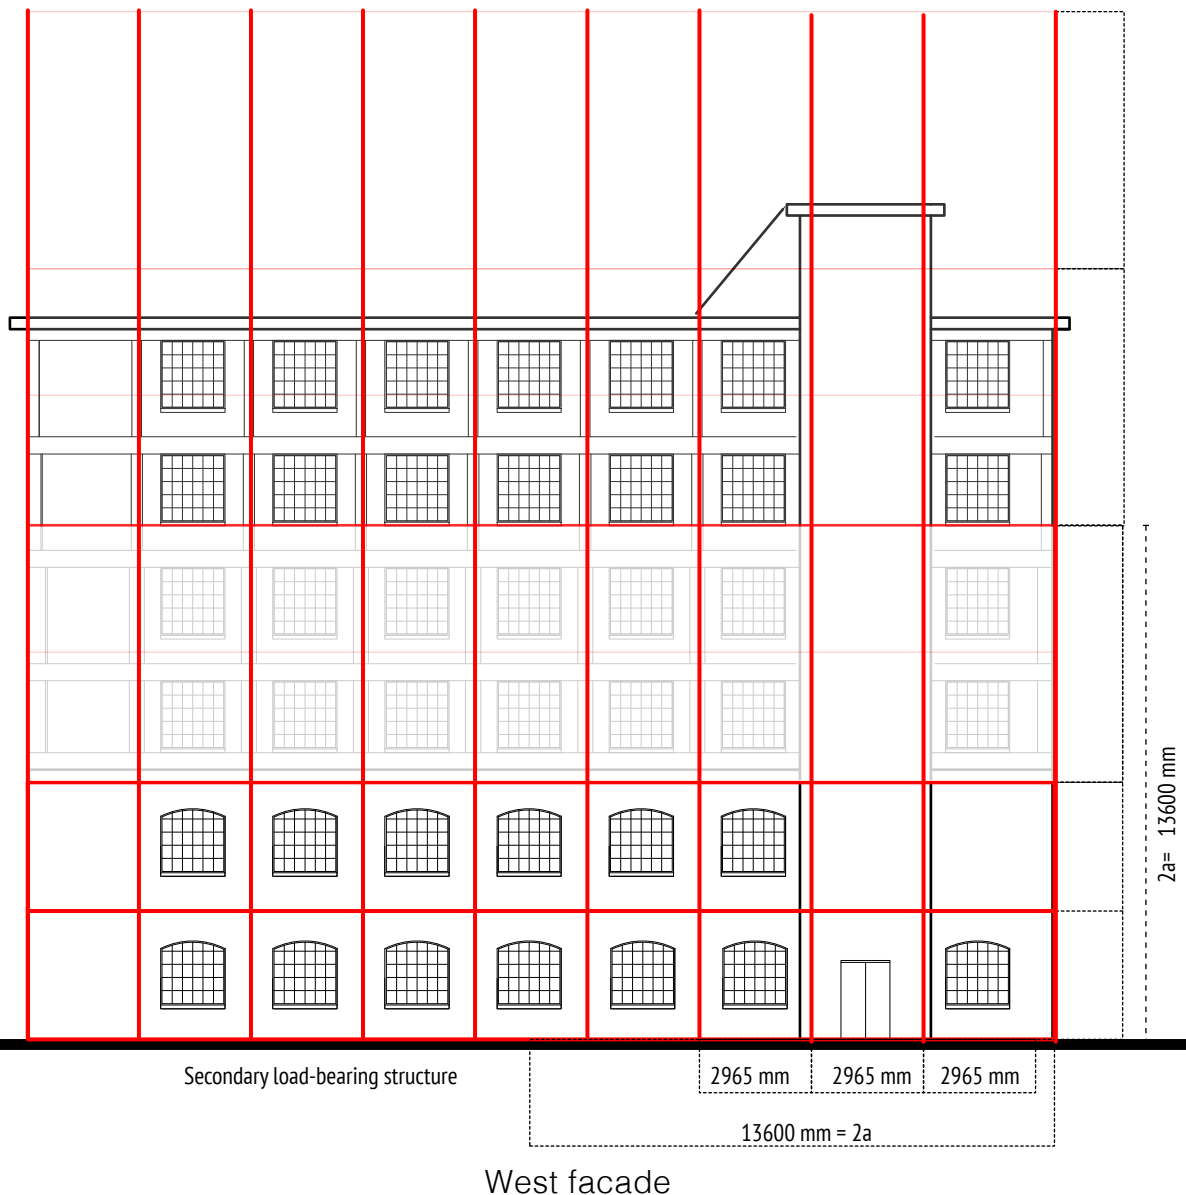 2a= 13600 mm
Secondary load-bearing structure
2965 mm 2965 mm 2965 mm
13600 mm = 2a
West facade